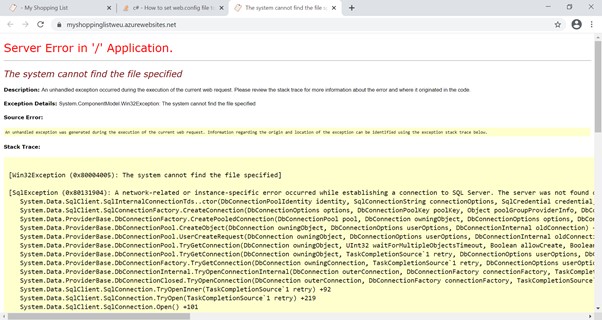 - My Shopping List
c# - How to set web.config file t
The system cannot find the file s
myshoppinglistweu.azurewebsites.net
Server Error in '/' Application.
The system cannot find the file specified
Description: An unhandled exception occurred during the execution of the current web request. Please review the stack trace for more information about the error and where it originated in the code.
Exception Details: System.ComponentModel.Win32Exception: The system cannot find the file specified
Source Error:
An unhandled exception was generated during the execution of the current web request. Information regarding the origin and location of the exception can be identified using the exception stack trace below.
Stack Trace:
[Win32Exception (0x80004005): The system cannot find the file specified]
[SqlException (0x80131904): A network-related or instance-specific error occurred while establishing a connection to SQL Server. The server was not found o
System.Data.SqlClient.SqlInternalConnectionTds..ctor(DbConnectionPoolIdentity identity, SqlConnectionString connectionOptions, SqlCredential credential,
System.Data.SqlClient.SqlConnectionFactory.CreateConnection(DbConnectionOptions options, DbConnectionPoolKey poolKey, Object poolGroupProviderInfo, DbCo
System.Data.ProviderBase.DbConnectionFactory.CreatePooledConnection(DbConnectionPool pool, DbConnection owningObject, DbConnectionOptions options, DbCon
System.Data.ProviderBase.DbConnectionPool.CreateObject(DbConnection owningObject, DbConnectionOptions userOptions, DbConnectionInternal oldConnection) +
System.Data.ProviderBase.DbConnectionPool.UserCreateRequest(DbConnection owningObject, DbConnectionOptions userOptions, DbConnectionInternal oldConnecti
System.Data.ProviderBase.DbConnectionPool.TryGetConnection(DbConnection owningObject, UInt32 waitForMultipleObjectsTimeout, Boolean allowCreate, Boolean
System.Data.ProviderBase.DbConnectionPool.TryGetConnection(DbConnection owningObject, TaskCompletionSource`1 retry, DbConnectionOptions userOptions, DbC
System.Data.ProviderBase.DbConnectionFactory.TryGetConnection(DbConnection owningConnection, TaskCompletionSource`1 retry, DbConnectionOptions userOptio
System.Data.ProviderBase.DbConnectionInternal.TryOpenConnectionInternal(DbConnection outerConnection, DbConnectionFactory connectionFactory, TaskComplet
System.Data.ProviderBase.DbConnectionClosed.TryOpenConnection(DbConnection outerConnection, DbConnectionFactory connectionFactory, TaskCompletionSource`
System.Data.SqlClient.SqlConnection.TryOpenInner(TaskCompletionSource`1 retry) +92
System.Data.SqlClient.SqlConnection.TryOpen(TaskCompletionSource`1 retry) +219
System.Data.SqlClient.SqlConnection.Open() +101